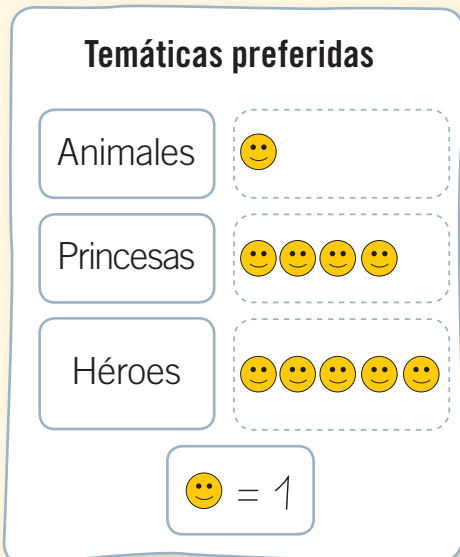 Temáticas preferidas
Animales
Princesas
Héroes
= 1